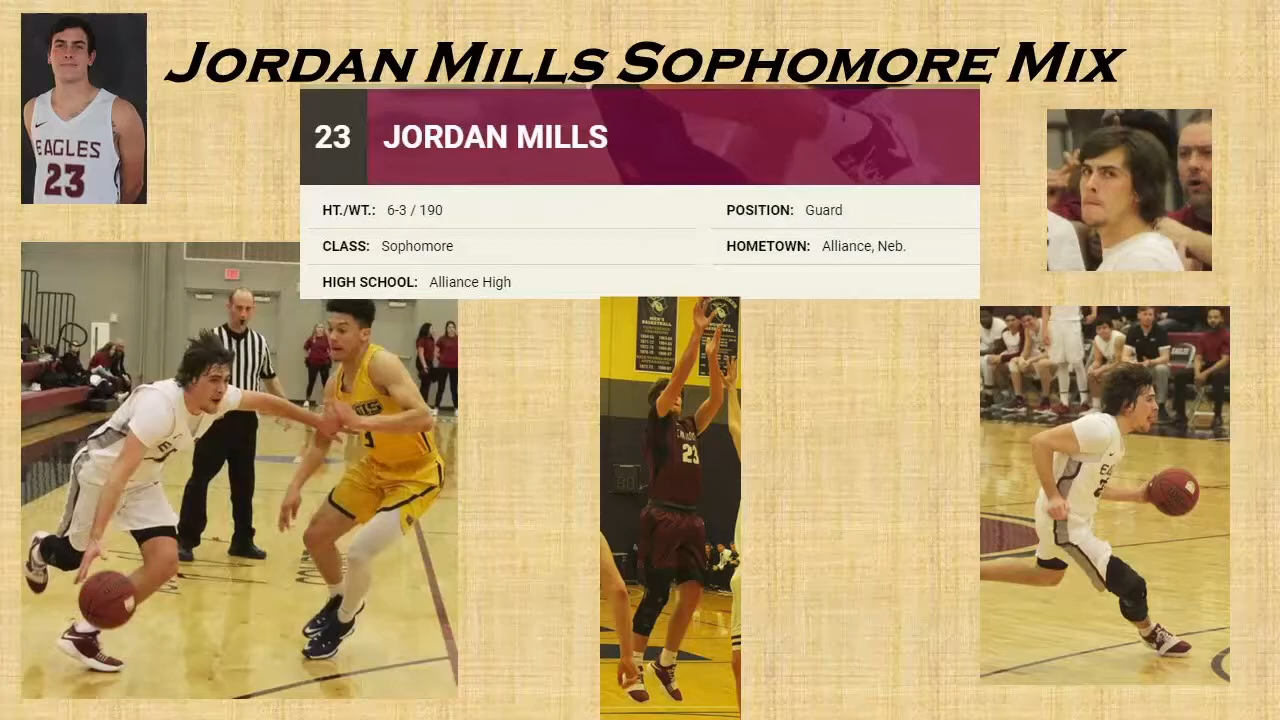 JORDAN MILLS SOPHOMORE MIX
EAGLES
23
23 JORDAN MILLS
HT./WT.: 6-3 / 190
POSITION: Guard
CLASS: Sophomore
HOMETOWN: Alliance, Neb.
HIGH SCHOOL: Alliance High
23